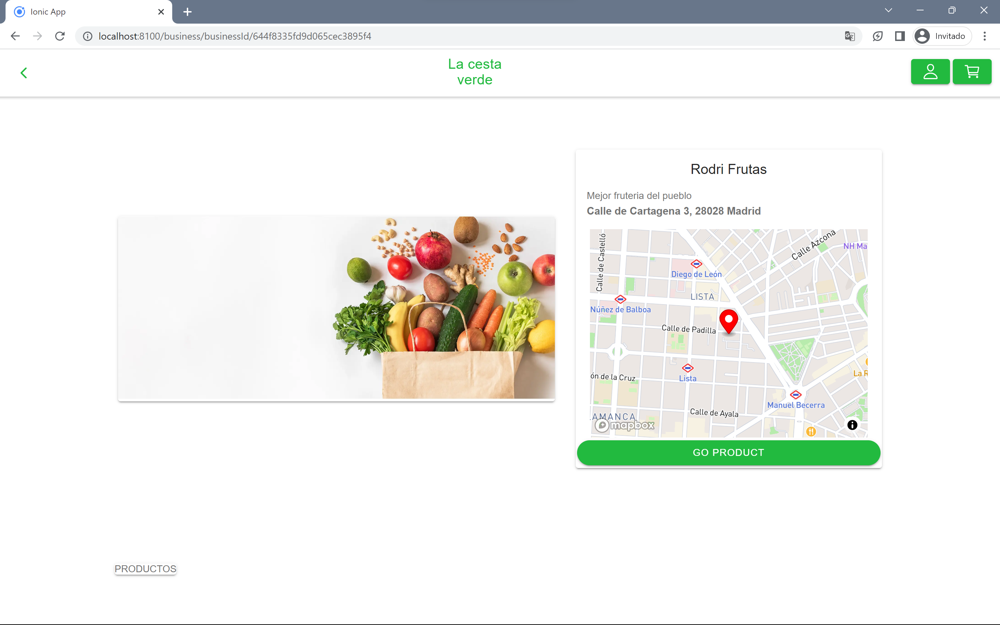 Ionic App
localhost:8100/business/businessId/644f8335fd9d065cec3895f4
Invitado
La cesta
verde
Rodri Frutas
Mejor fruteria del pueblo
Calle de Cartagena 3, 28028 Madrid
Calle de Castelló
Calle Azcona
NH Ma
Diego de León
LISTA
Núñez de Balboa
Calle de Padilla
La R
ón de la Cruz
Lista
Manuel Becerra
Calle de Ayala
AMANCA
mapbox
GO PRODUCT
PRODUCTOS